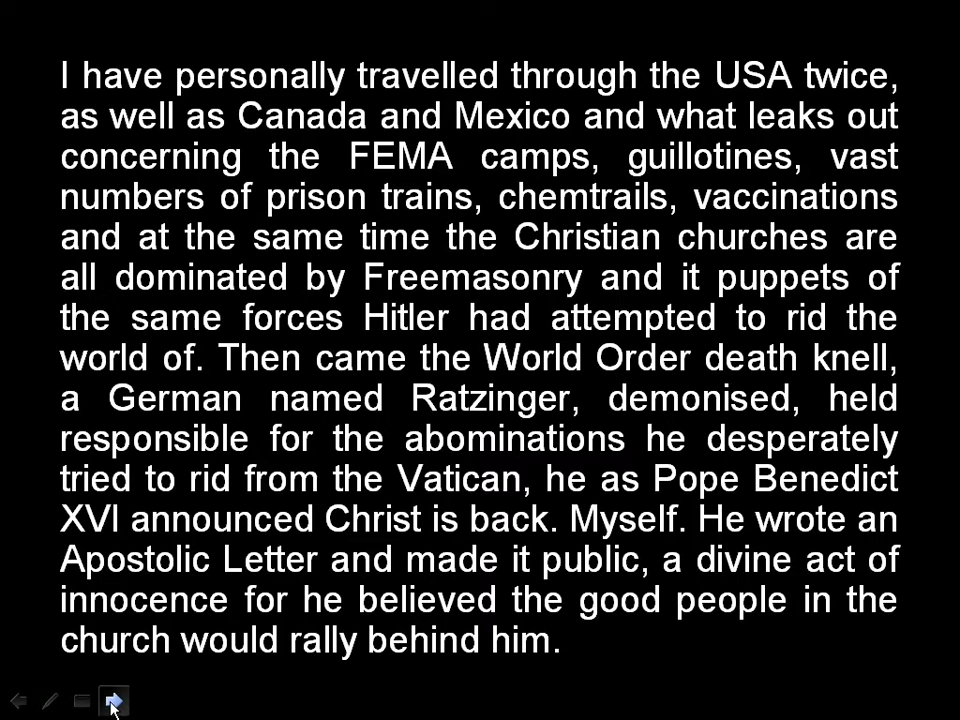 I have personally travelled through the USA twice,
as well as Canada and Mexico and what leaks out
concerning the FEMA camps, guillotines, vast
numbers of prison trains, chemtrails, vaccinations
and at the same time the Christian churches are
all dominated by Freemasonry and it puppets of
the same forces Hitler had attempted to rid the
world of. Then came the World Order death knell,
a German named Ratzinger, demonised, held
responsible for the abominations he desperately
tried to rid from the Vatican, he as Pope Benedict
XVI announced Christ is back. Myself. He wrote an
Apostolic Letter and made it public, a divine act of
innocence for he believed the good people in the
church would rally behind him.